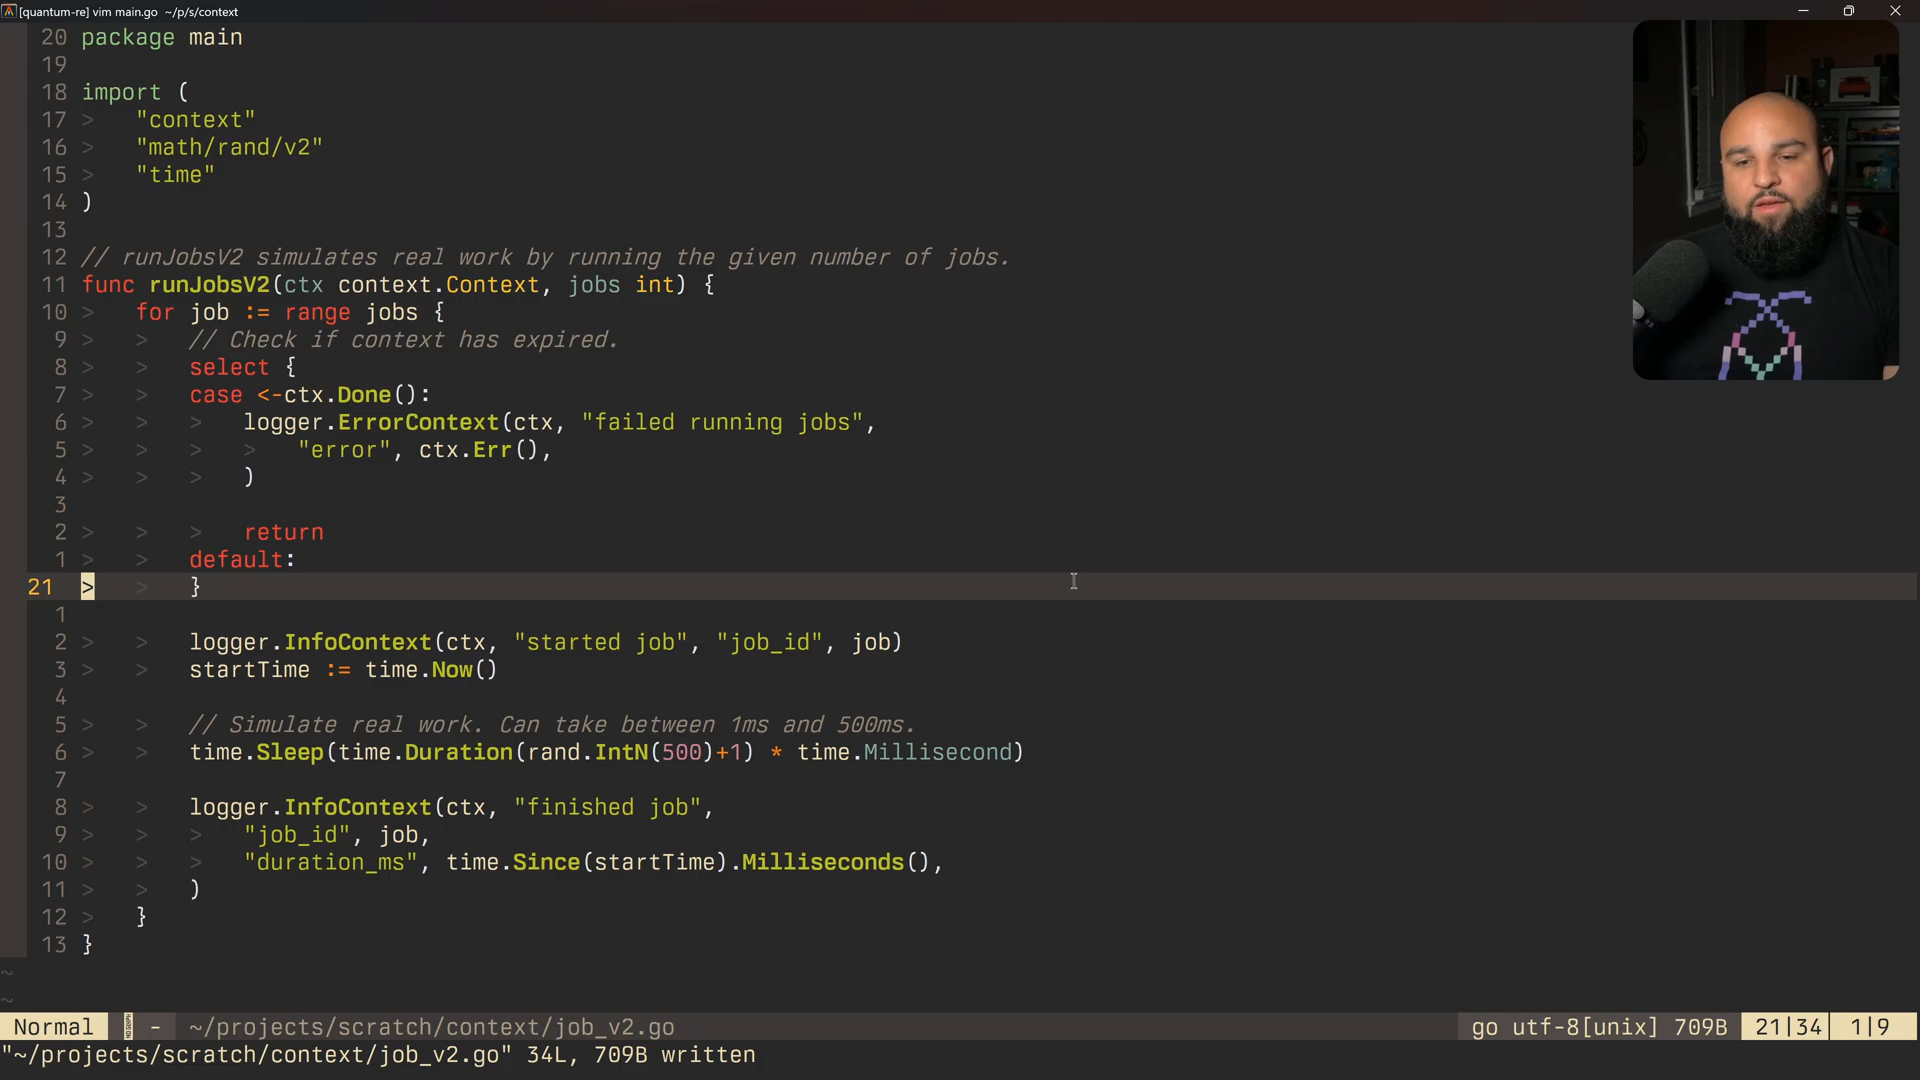 [quantum-re] vim main.go ~/p/s/context
20 package main
19
18 import (
17 > "context"
16 > "math/rand/v2"
15 > "time"
14 )
13
12 // runJobsV2 simulates real work by running the given number of jobs.
11 func runJobsV2(ctx context.Context, jobs int) {
10 > for job := range jobs {
9 > > // Check if context has expired.
8 > > select {
7 > > case <-ctx.Done():
6 > > > logger.ErrorContext(ctx, "failed running jobs",
5 > > > > "error", ctx.Err(),
4 > > > )
3
2 > > > return
1 > > default:
21 > > }
1
2 > > logger.InfoContext(ctx, "started job", "job_id", job)
3 > > startTime := time.Now()
4
5 > > // Simulate real work. Can take between 1ms and 500ms.
6 > > time.Sleep(time.Duration(rand.IntN(500)+1) * time.Millisecond)
7
8 > > logger.InfoContext(ctx, "finished job",
9 > > > "job_id", job,
10 > > > "duration_ms", time.Since(startTime).Milliseconds(),
11 > > )
12 > }
13 }
~
~
Normal - ~/projects/scratch/context/job_v2.go go utf-8[unix] 709B 21|34 1|9
"~/projects/scratch/context/job_v2.go" 34L, 709B written